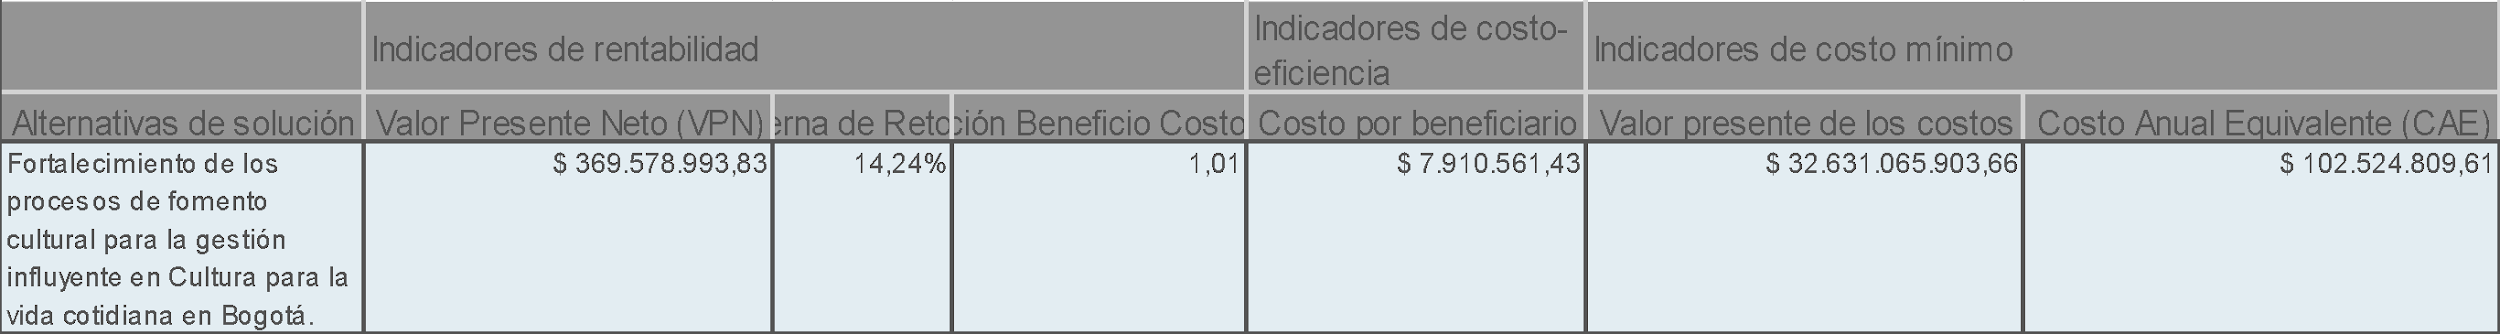 Indicadores de rentabilidad
Indicadores de costo-
eficiencia
Indicadores de costo mínimo
Alternativas de solución Valor Presente Neto (VPN) erna de Reto ción Beneficio Costo Costo por beneficiario Valor presente de los costos Costo Anual Equivalente (CAE)
Fortalecimiento de los
procesos de fomento
cultural para la gestión
influyente en Cultura para la
vida cotidiana en Bogotá.
$ 369.578.993,83 14,24% 1,01 $ 7.910.561,43 $ 32.631.065.903,66 $ 102.524.809,61